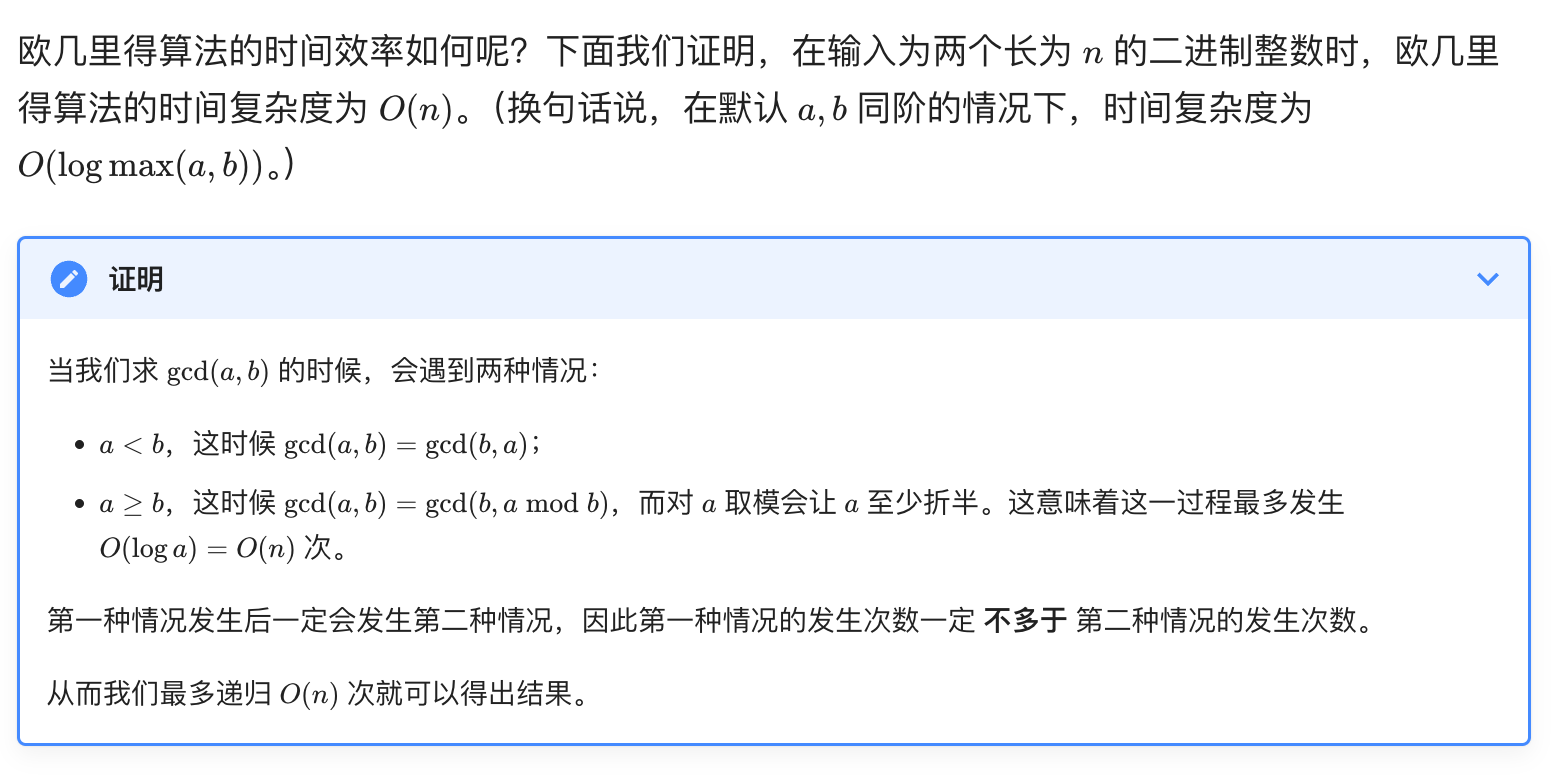 欧几里得算法的时间效率如何呢？下面我们证明，在输入为两个长为 n 的二进制整数时，欧几里
得算法的时间复杂度为 O(n)。（换句话说，在默认 a, b 同阶的情况下，时间复杂度为
O(log max(a, b))。）
证明
当我们求 gcd(a, b) 的时候，会遇到两种情况：
• a < b，这时候 gcd(a, b) = gcd(b, a)；
• a ≥ b，这时候 gcd(a, b) = gcd(b, a mod b)，而对 a 取模会让 a 至少折半。这意味着这一过程最多发生
O(log a) = O(n) 次。
第一种情况发生后一定会发生第二种情况，因此第一种情况的发生次数一定 不多于 第二种情况的发生次数。
从而我们最多递归 O(n) 次就可以得出结果。